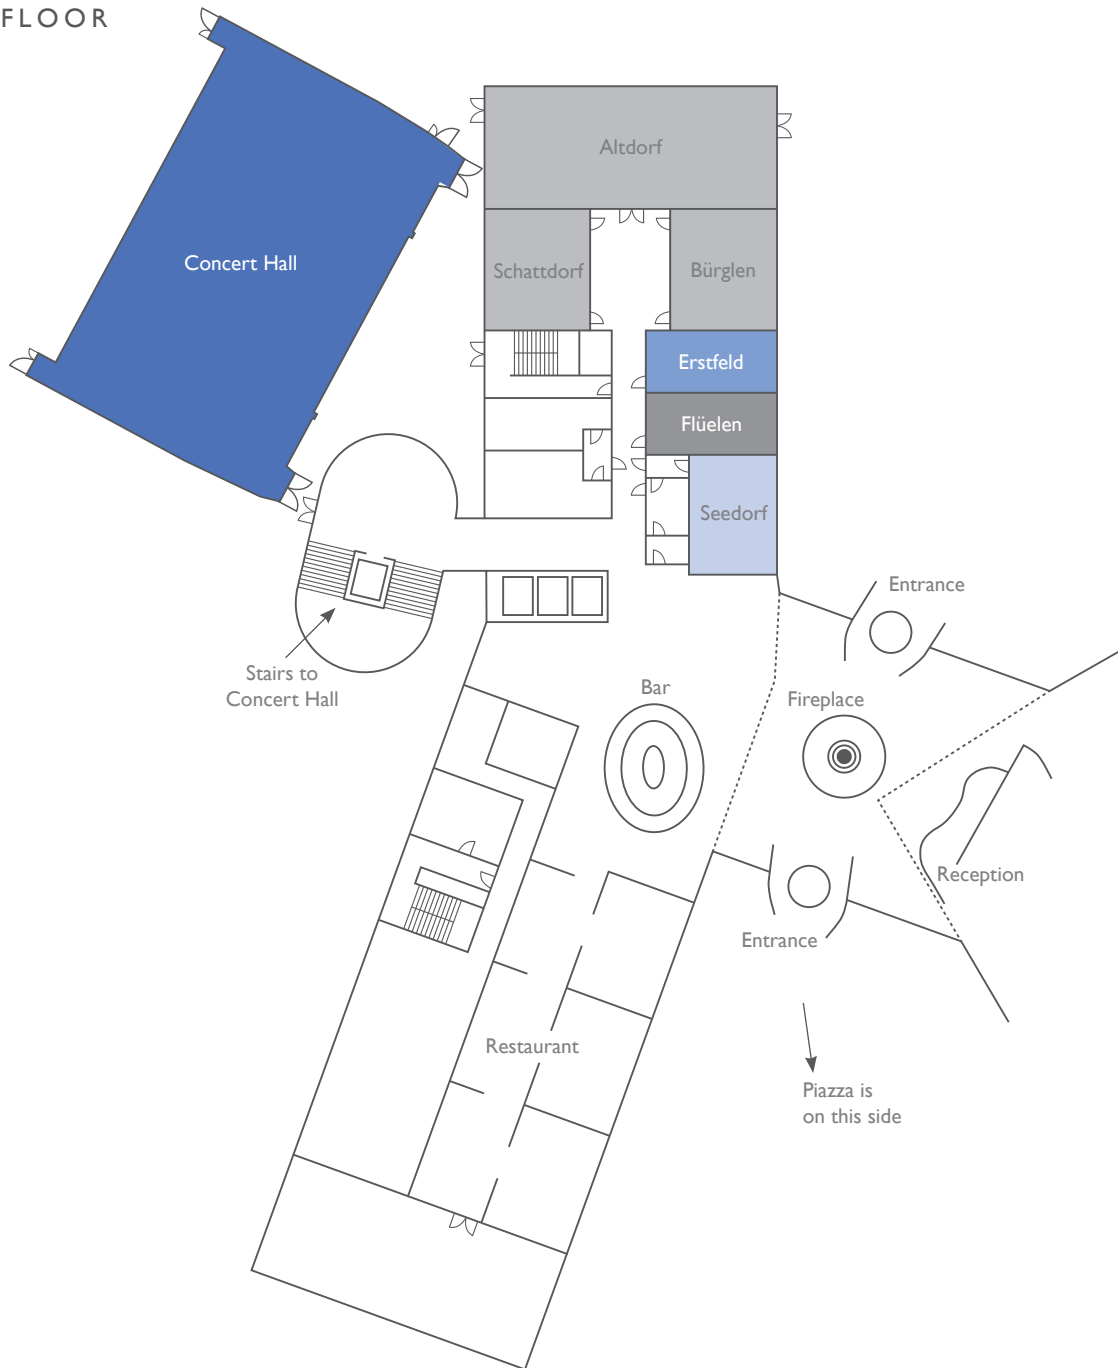 FLOOR
Altdorf
Concert Hall
Schattdorf
Bürglen
Erstfeld
Flüelen
Seedorf
Entrance
Stairs to
Concert Hall
Bar
Fireplace
Reception
Entrance
Restaurant
Piazza is
on this side